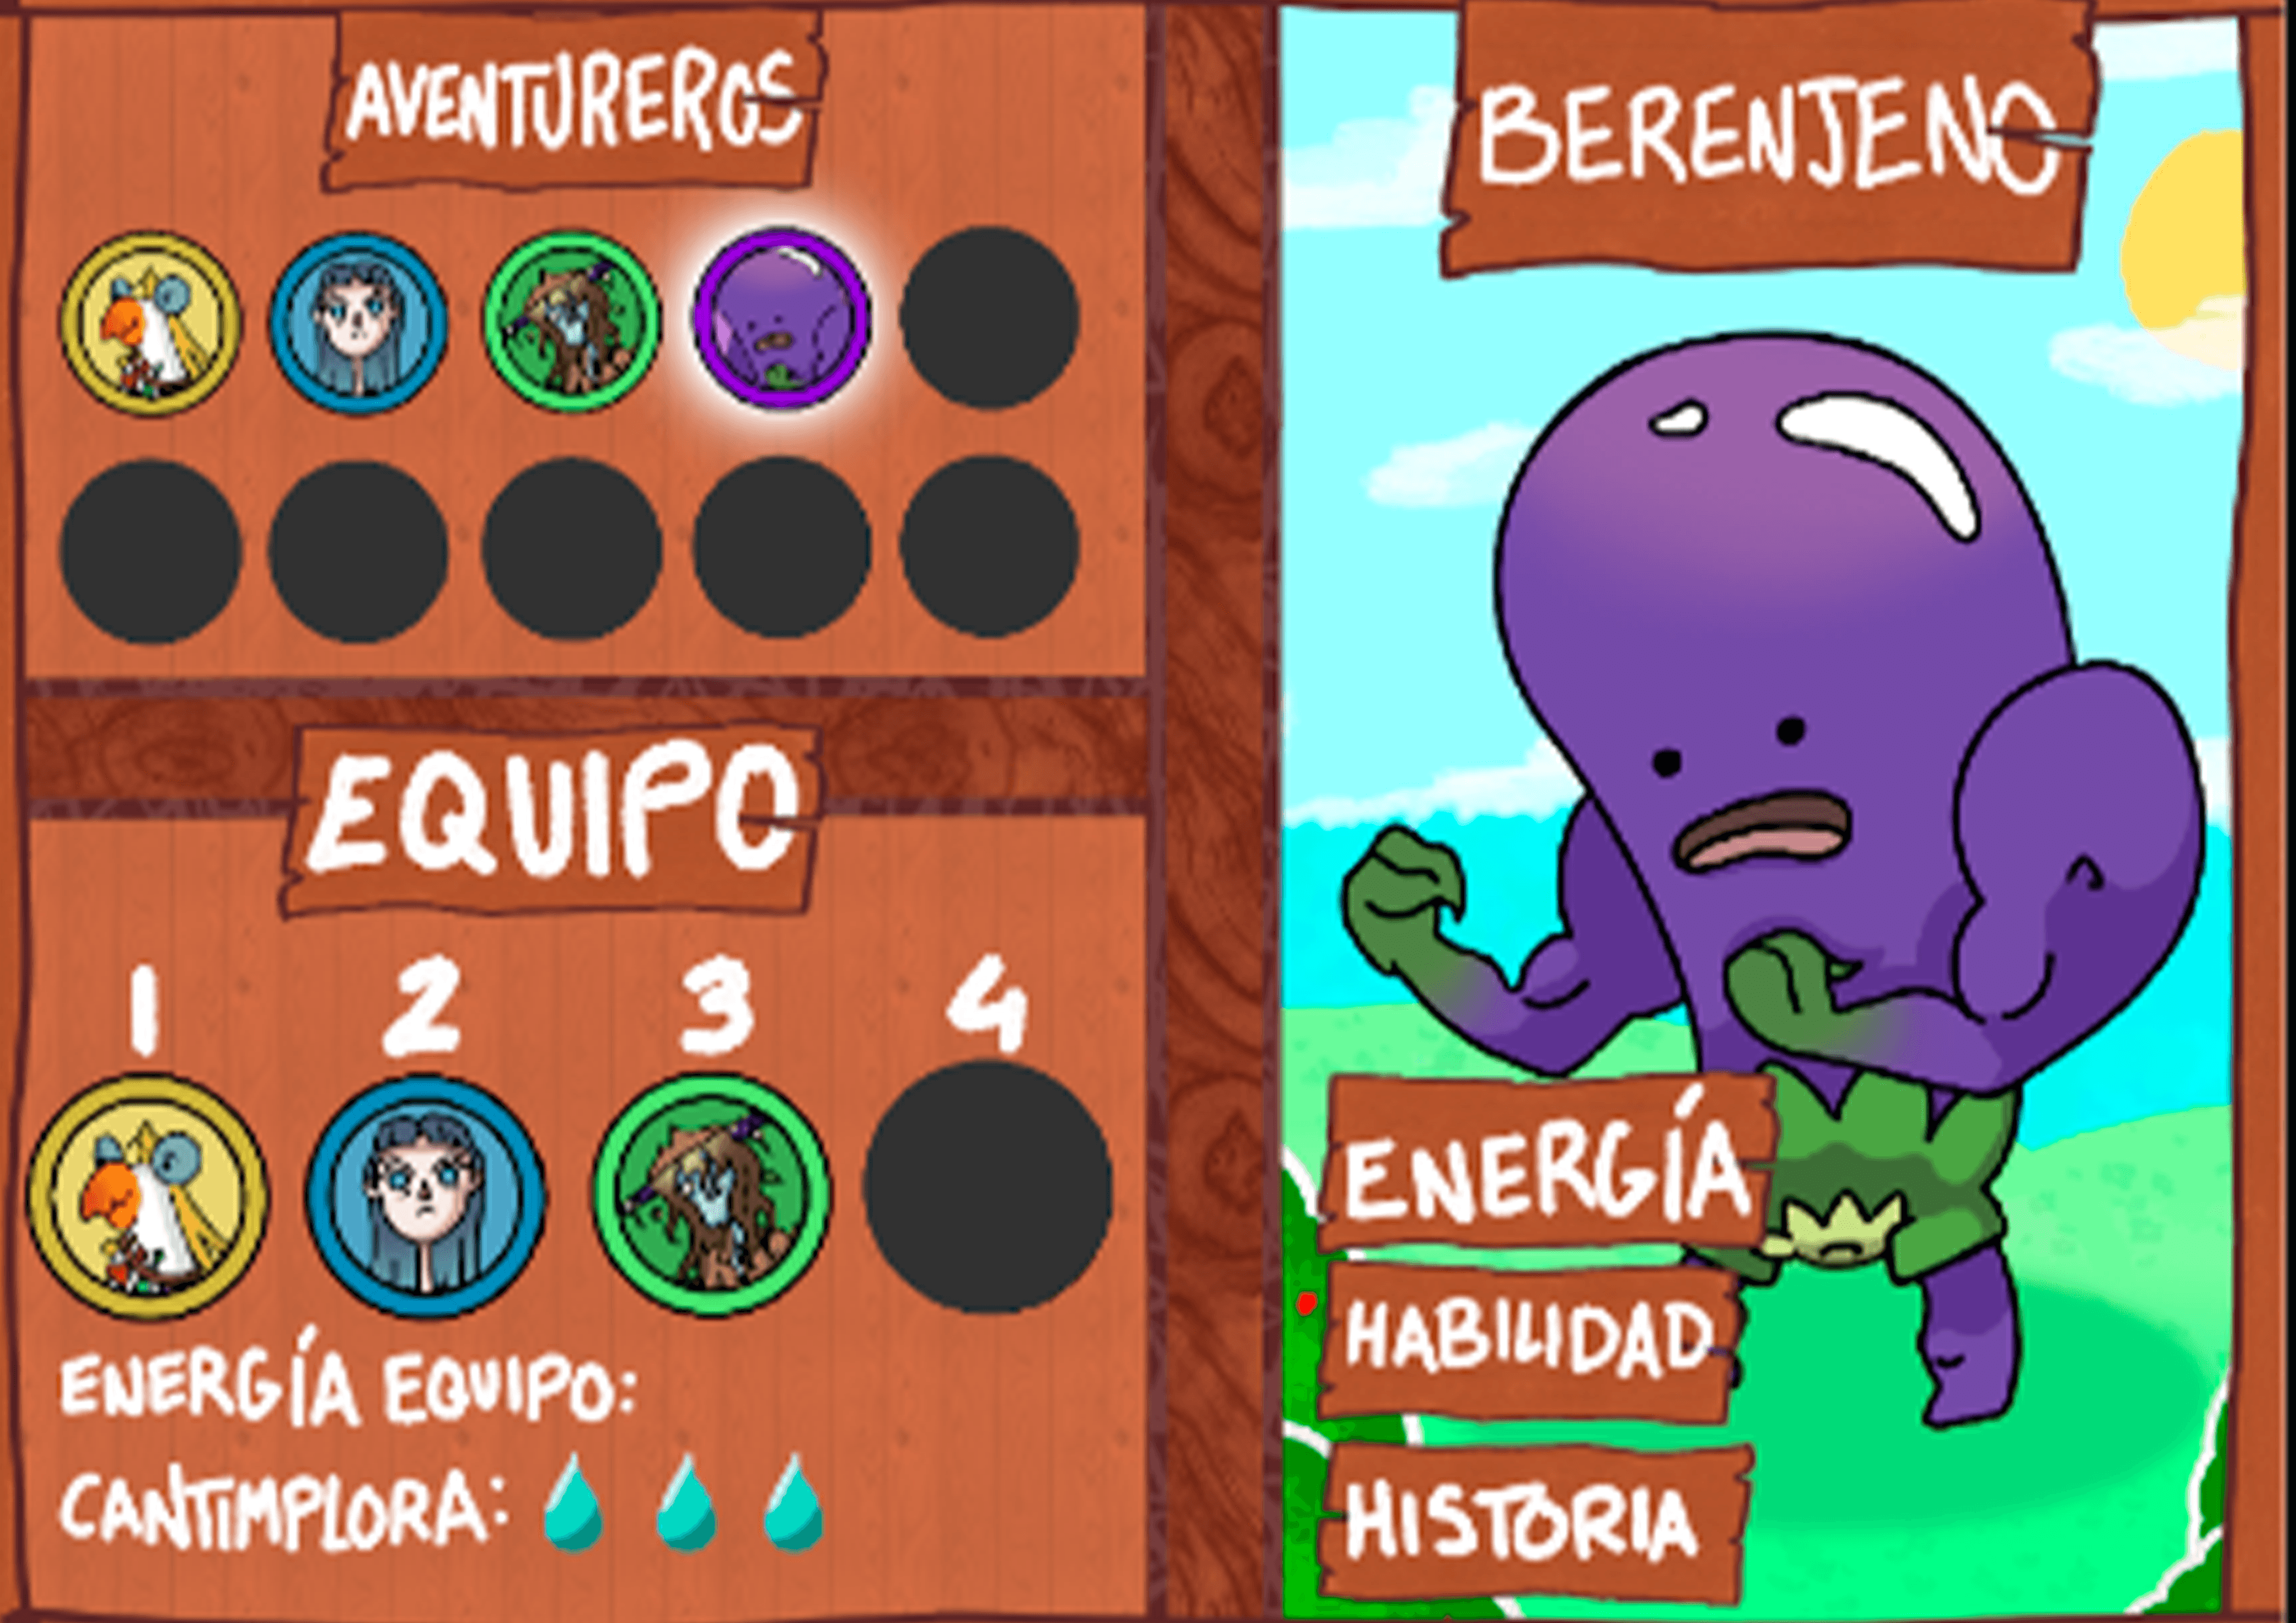 AVENTUREROS
EQUIPO
1 2 3 4
ENERGÍA EQUIPO:
CANTIMPLORA:
BERENJENO
ENERGÍA
HABILIDAD
HISTORIA